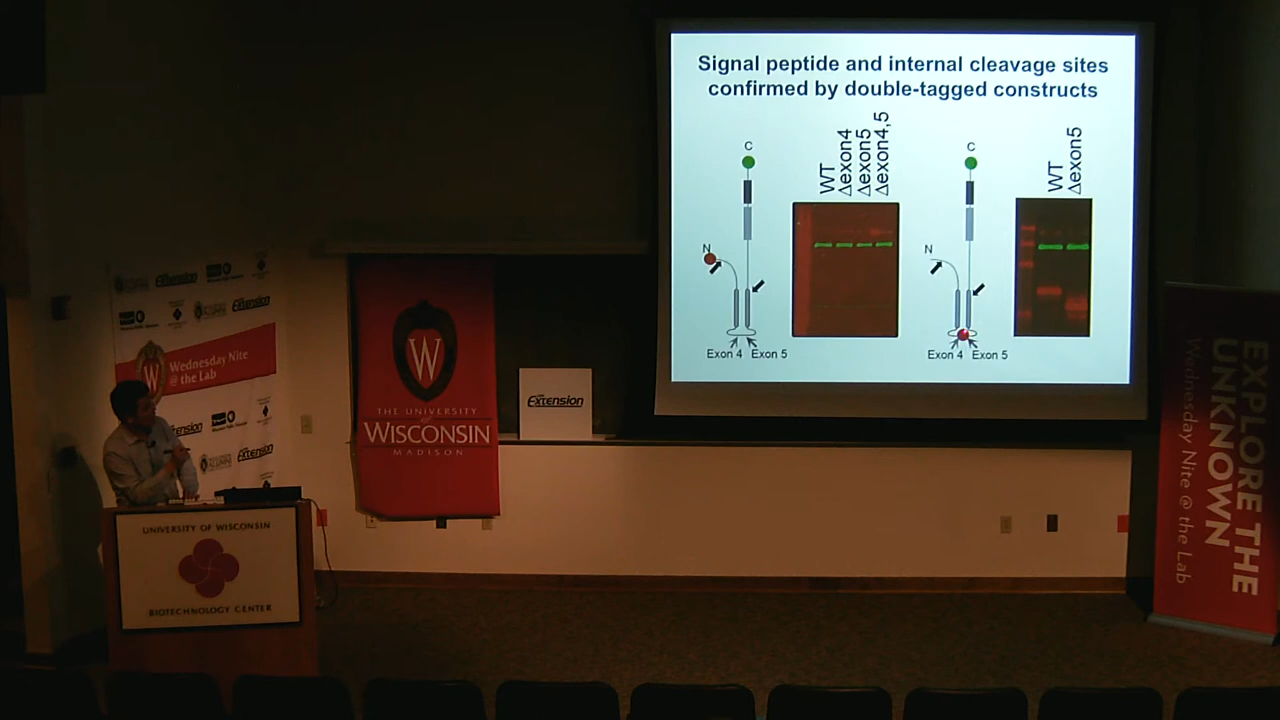 Signal peptide and internal cleavage sites
confirmed by double-tagged constructs
C
N
Exon 4
Exon 5
WT
Δexon4
Δexon5
Δexon4,5
C
N
Exon 4
Exon 5
WT
Δexon5
Extension
Extension
Wednesday Nite
@ the Lab
Extension
W
THE UNIVERSITY
of
WISCONSIN
MADISON
Extension
UNIVERSITY OF WISCONSIN
BIOTECHNOLOGY CENTER
EXPLORE THE
UNKNOWN
Wednesday Nite @ the Lab